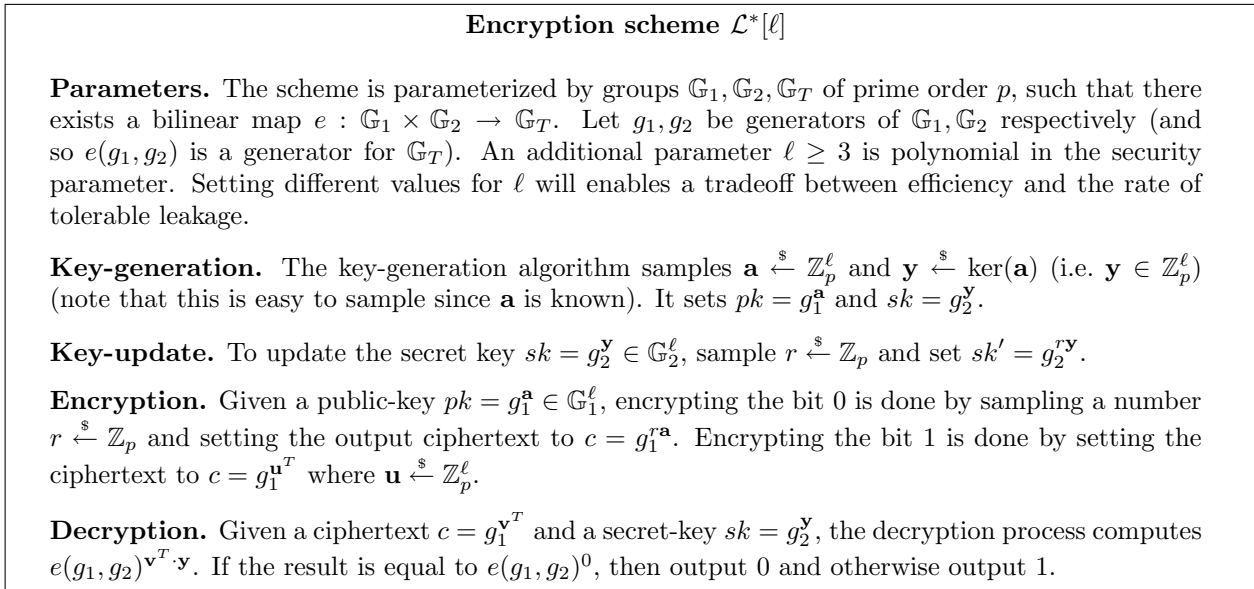 Encryption scheme 𝓛*[ℓ]
Parameters. The scheme is parameterized by groups 𝔾₁, 𝔾₂, 𝔾_T of prime order p, such that there
exists a bilinear map e : 𝔾₁ × 𝔾₂ → 𝔾_T. Let g₁, g₂ be generators of 𝔾₁, 𝔾₂ respectively (and
so e(g₁, g₂) is a generator for 𝔾_T). An additional parameter ℓ ≥ 3 is polynomial in the security
parameter. Setting different values for ℓ will enables a tradeoff between efficiency and the rate of
tolerable leakage.
Key-generation. The key-generation algorithm samples a ←$ ℤ_p^ℓ and y ←$ ker(a) (i.e. y ∈ ℤ_p^ℓ)
(note that this is easy to sample since a is known). It sets pk = g₁^a and sk = g₂^y.
Key-update. To update the secret key sk = g₂^y ∈ 𝔾₂^ℓ, sample r ←$ ℤ_p and set sk′ = g₂^{ry}.
Encryption. Given a public-key pk = g₁^a ∈ 𝔾₁^ℓ, encrypting the bit 0 is done by sampling a number
r ←$ ℤ_p and setting the output ciphertext to c = g₁^{ra}. Encrypting the bit 1 is done by setting the
ciphertext to c = g₁^{u^T} where u ←$ ℤ_p^ℓ.
Decryption. Given a ciphertext c = g₁^{v^T} and a secret-key sk = g₂^y, the decryption process computes
e(g₁, g₂)^{v^T·y}. If the result is equal to e(g₁, g₂)⁰, then output 0 and otherwise output 1.